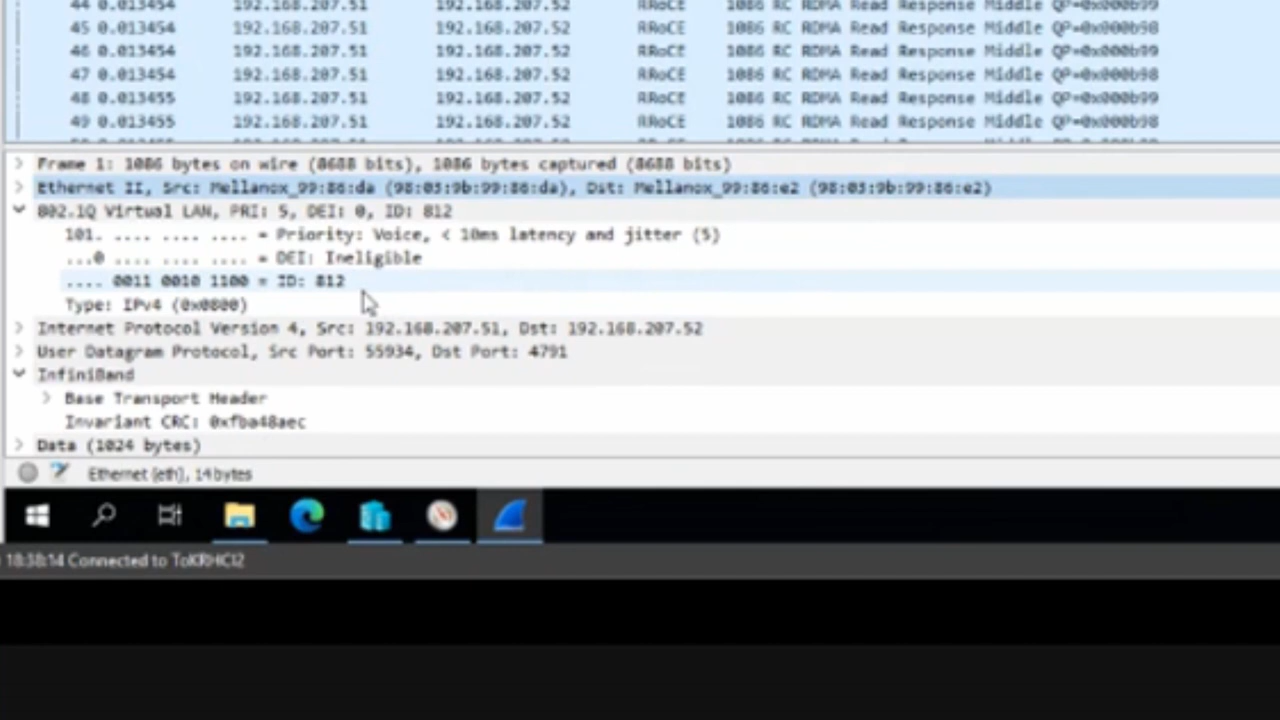 44 0.013454 192.168.207.51 192.168.207.52 RRoCE 1086 RC RDMA Read Response Middle QP=0x000b99
45 0.013454 192.168.207.51 192.168.207.52 RRoCE 1086 RC RDMA Read Response Middle QP=0x000b98
46 0.013454 192.168.207.51 192.168.207.52 RRoCE 1086 RC RDMA Read Response Middle QP=0x000b99
47 0.013454 192.168.207.51 192.168.207.52 RRoCE 1086 RC RDMA Read Response Middle QP=0x000b98
48 0.013455 192.168.207.51 192.168.207.52 RRoCE 1086 RC RDMA Read Response Middle QP=0x000b99
49 0.013455 192.168.207.51 192.168.207.52 RRoCE 1086 RC RDMA Read Response Middle QP=0x000b98
Frame 1: 1086 bytes on wire (8688 bits), 1086 bytes captured (8688 bits)
Ethernet II, Src: Mellanox_99:86:da (98:03:9b:99:86:da), Dst: Mellanox_99:86:e2 (98:03:9b:99:86:e2)
802.1Q Virtual LAN, PRI: 5, DEI: 0, ID: 812
101. .... .... .... = Priority: Voice, < 10ms latency and jitter (5)
...0 .... .... .... = DEI: Ineligible
.... 0011 0010 1100 = ID: 812
Type: IPv4 (0x0800)
Internet Protocol Version 4, Src: 192.168.207.51, Dst: 192.168.207.52
User Datagram Protocol, Src Port: 55934, Dst Port: 4791
InfiniBand
Base Transport Header
Invariant CRC: 0xfba48aec
Data (1024 bytes)
Ethernet (eth), 14 bytes
18:38:14 Connected to ToKRHCI2